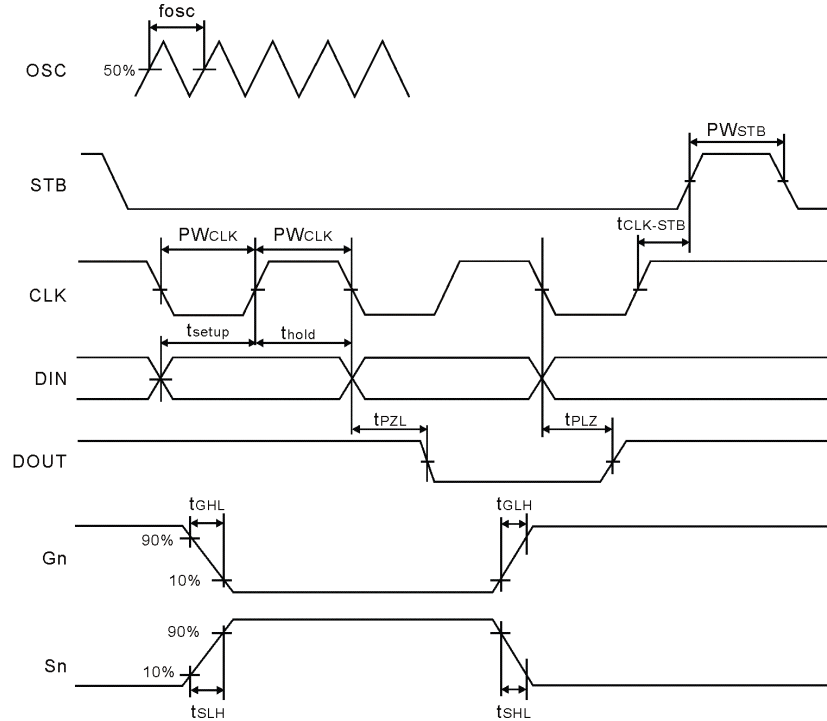 fosc
OSC
50%
PWSTB
STB
tCLK-STB
PWCLK
PWCLK
CLK
tsetup
thold
DIN
tPZL
tPLZ
DOUT
tGHL
tGLH
90%
Gn
10%
90%
Sn
10%
tSLH
tSHL